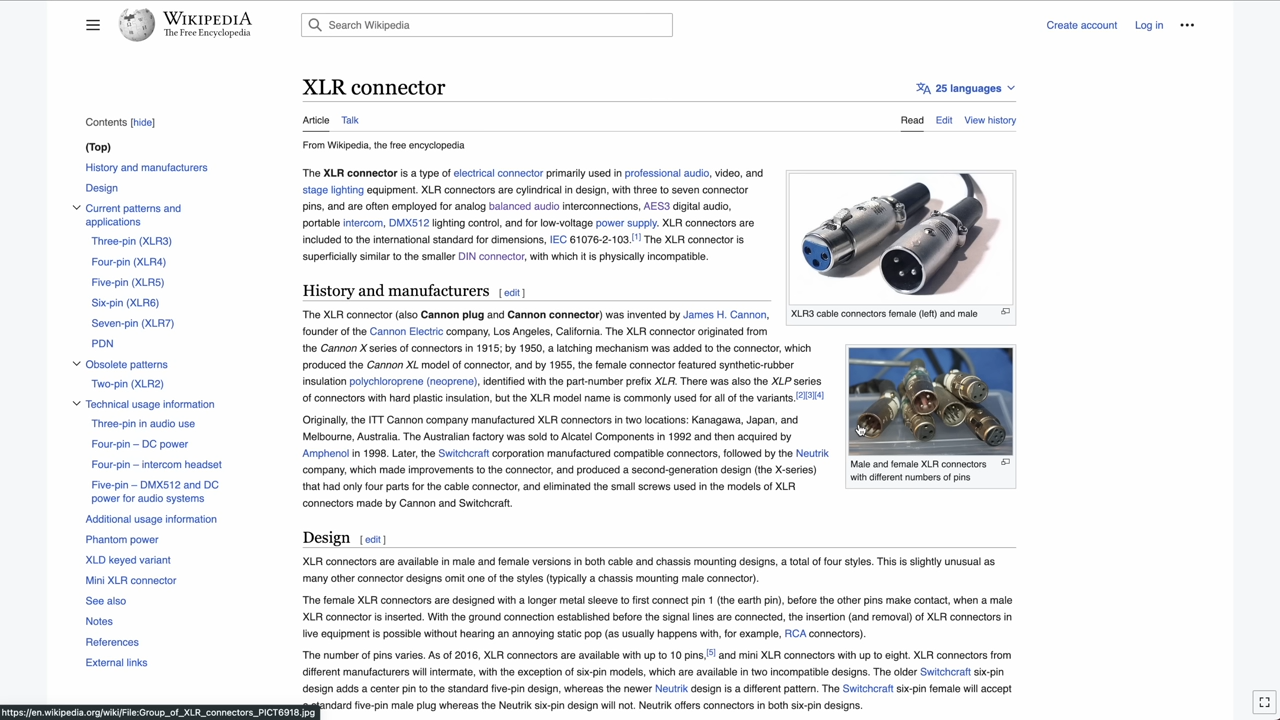 WIKIPEDIA
The Free Encyclopedia
Search Wikipedia
Create account
Log in
XLR connector
25 languages
Article
Talk
Read
Edit
View history
From Wikipedia, the free encyclopedia
Contents [hide]
(Top)
History and manufacturers
Design
Current patterns and
applications
Three-pin (XLR3)
Four-pin (XLR4)
Five-pin (XLR5)
Six-pin (XLR6)
Seven-pin (XLR7)
PDN
Obsolete patterns
Two-pin (XLR2)
Technical usage information
Three-pin in audio use
Four-pin – DC power
Four-pin – intercom headset
Five-pin – DMX512 and DC
power for audio systems
Additional usage information
Phantom power
XLD keyed variant
Mini XLR connector
See also
Notes
References
External links
The XLR connector is a type of electrical connector primarily used in professional audio, video, and
stage lighting equipment. XLR connectors are cylindrical in design, with three to seven connector
pins, and are often employed for analog balanced audio interconnections, AES3 digital audio,
portable intercom, DMX512 lighting control, and for low-voltage power supply. XLR connectors are
included to the international standard for dimensions, IEC 61076-2-103.[1] The XLR connector is
superficially similar to the smaller DIN connector, with which it is physically incompatible.
XLR3 cable connectors female (left) and male
History and manufacturers [ edit ]
The XLR connector (also Cannon plug and Cannon connector) was invented by James H. Cannon,
founder of the Cannon Electric company, Los Angeles, California. The XLR connector originated from
the Cannon X series of connectors in 1915; by 1950, a latching mechanism was added to the connector, which
produced the Cannon XL model of connector, and by 1955, the female connector featured synthetic-rubber
insulation polychloroprene (neoprene), identified with the part-number prefix XLR. There was also the XLP series
of connectors with hard plastic insulation, but the XLR model name is commonly used for all of the variants.[2][3][4]
Originally, the ITT Cannon company manufactured XLR connectors in two locations: Kanagawa, Japan, and
Melbourne, Australia. The Australian factory was sold to Alcatel Components in 1992 and then acquired by
Amphenol in 1998. Later, the Switchcraft corporation manufactured compatible connectors, followed by the Neutrik
company, which made improvements to the connector, and produced a second-generation design (the X-series)
that had only four parts for the cable connector, and eliminated the small screws used in the models of XLR
connectors made by Cannon and Switchcraft.
Male and female XLR connectors
with different numbers of pins
Design [ edit ]
XLR connectors are available in male and female versions in both cable and chassis mounting designs, a total of four styles. This is slightly unusual as
many other connector designs omit one of the styles (typically a chassis mounting male connector).
The female XLR connectors are designed with a longer metal sleeve to first connect pin 1 (the earth pin), before the other pins make contact, when a male
XLR connector is inserted. With the ground connection established before the signal lines are connected, the insertion (and removal) of XLR connectors in
live equipment is possible without hearing an annoying static pop (as usually happens with, for example, RCA connectors).
The number of pins varies. As of 2016, XLR connectors are available with up to 10 pins,[5] and mini XLR connectors with up to eight. XLR connectors from
different manufacturers will intermate, with the exception of six-pin models, which are available in two incompatible designs. The older Switchcraft six-pin
design adds a center pin to the standard five-pin design, whereas the newer Neutrik design is a different pattern. The Switchcraft six-pin female will accept
a standard five-pin male plug whereas the Neutrik six-pin design will not. Neutrik offers connectors in both six-pin designs.
https://en.wikipedia.org/wiki/File:Group_of_XLR_connectors_PICT6918.jpg